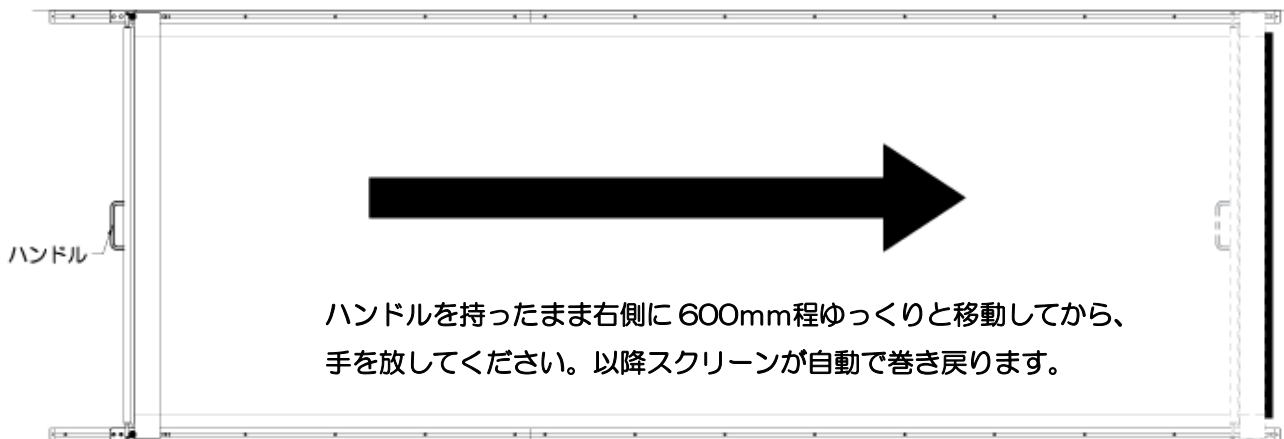 ハンドル
ハンドルを持ったまま右側に600mm程ゆっくりと移動してから、
手を放してください。以降スクリーンが自動で巻き戻ります。